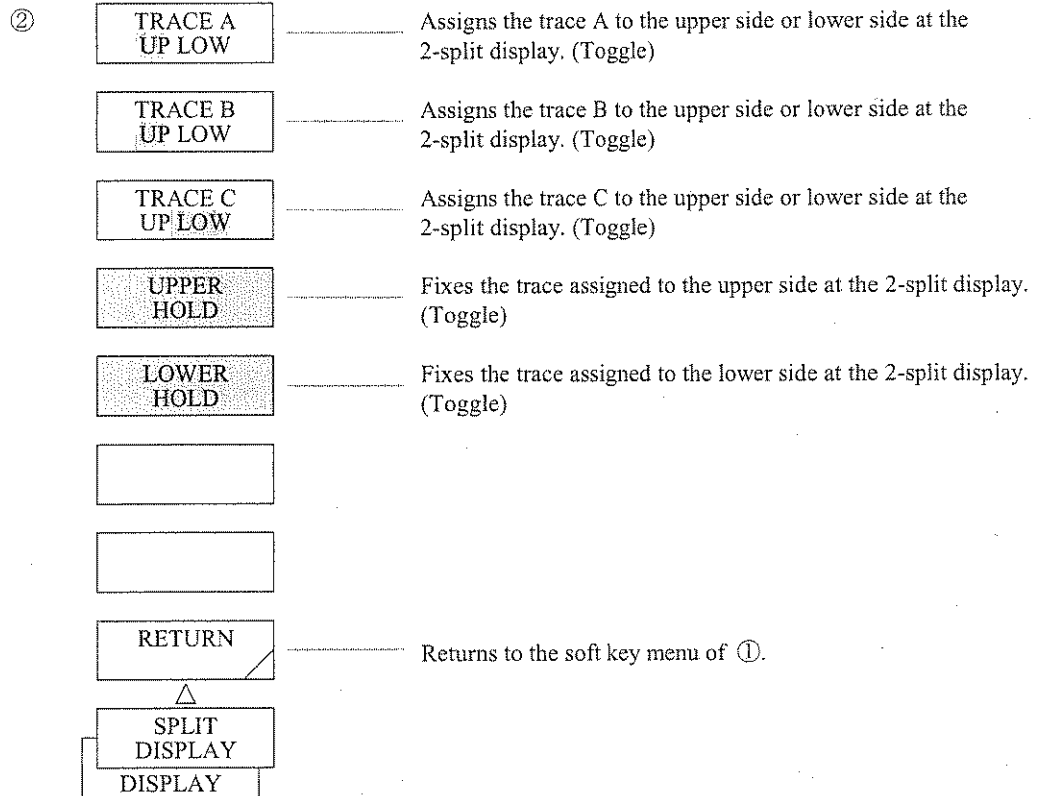 ②
TRACE A
UP LOW
Assigns the trace A to the upper side or lower side at the
2-split display. (Toggle)
TRACE B
UP LOW
Assigns the trace B to the upper side or lower side at the
2-split display. (Toggle)
TRACE C
UP LOW
Assigns the trace C to the upper side or lower side at the
2-split display. (Toggle)
UPPER
HOLD
Fixes the trace assigned to the upper side at the 2-split display.
(Toggle)
LOWER
HOLD
Fixes the trace assigned to the lower side at the 2-split display.
(Toggle)
RETURN
Returns to the soft key menu of ①.
SPLIT
DISPLAY
DISPLAY